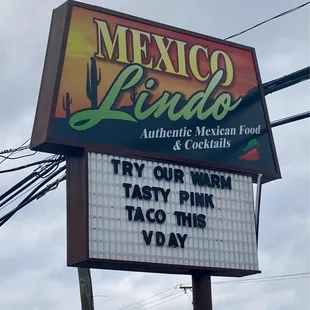 MEXICO
Lindo
Authentic Mexican Food
& Cocktails
TRY OUR WARM
TASTY PINK
TACO THIS
VDAY